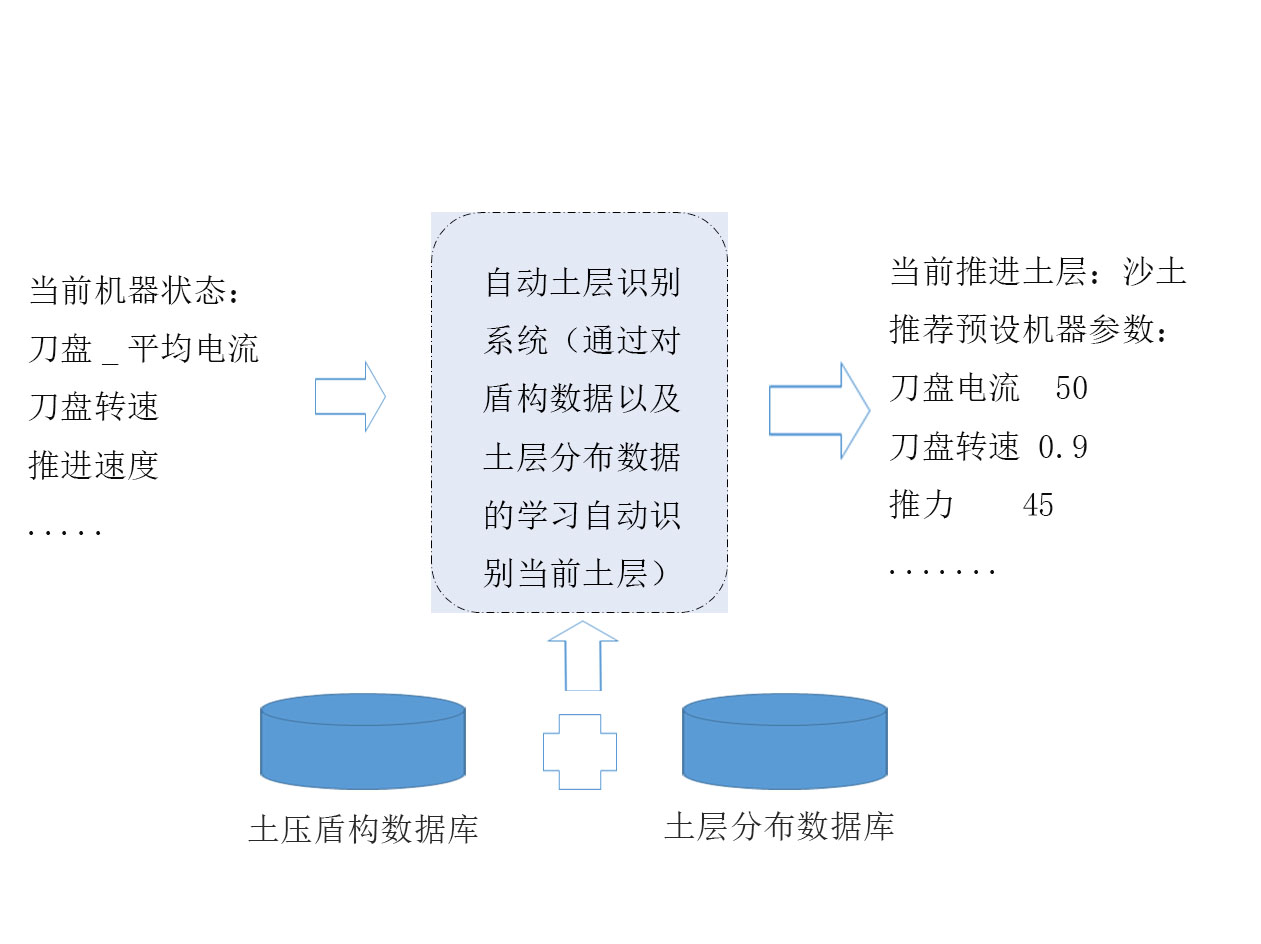 当前机器状态：
刀盘_平均电流
刀盘转速
推进速度
.....
自动土层识别
系统（通过对
盾构数据以及
土层分布数据
的学习自动识
别当前土层）
当前推进土层：沙土
推荐预设机器参数：
刀盘电流 50
刀盘转速 0.9
推力 45
.......
土压盾构数据库
土层分布数据库